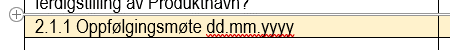 ferdigstilling av Produktnavn?
2.1.1 Oppfølgingsmøte dd.mm.yyyy